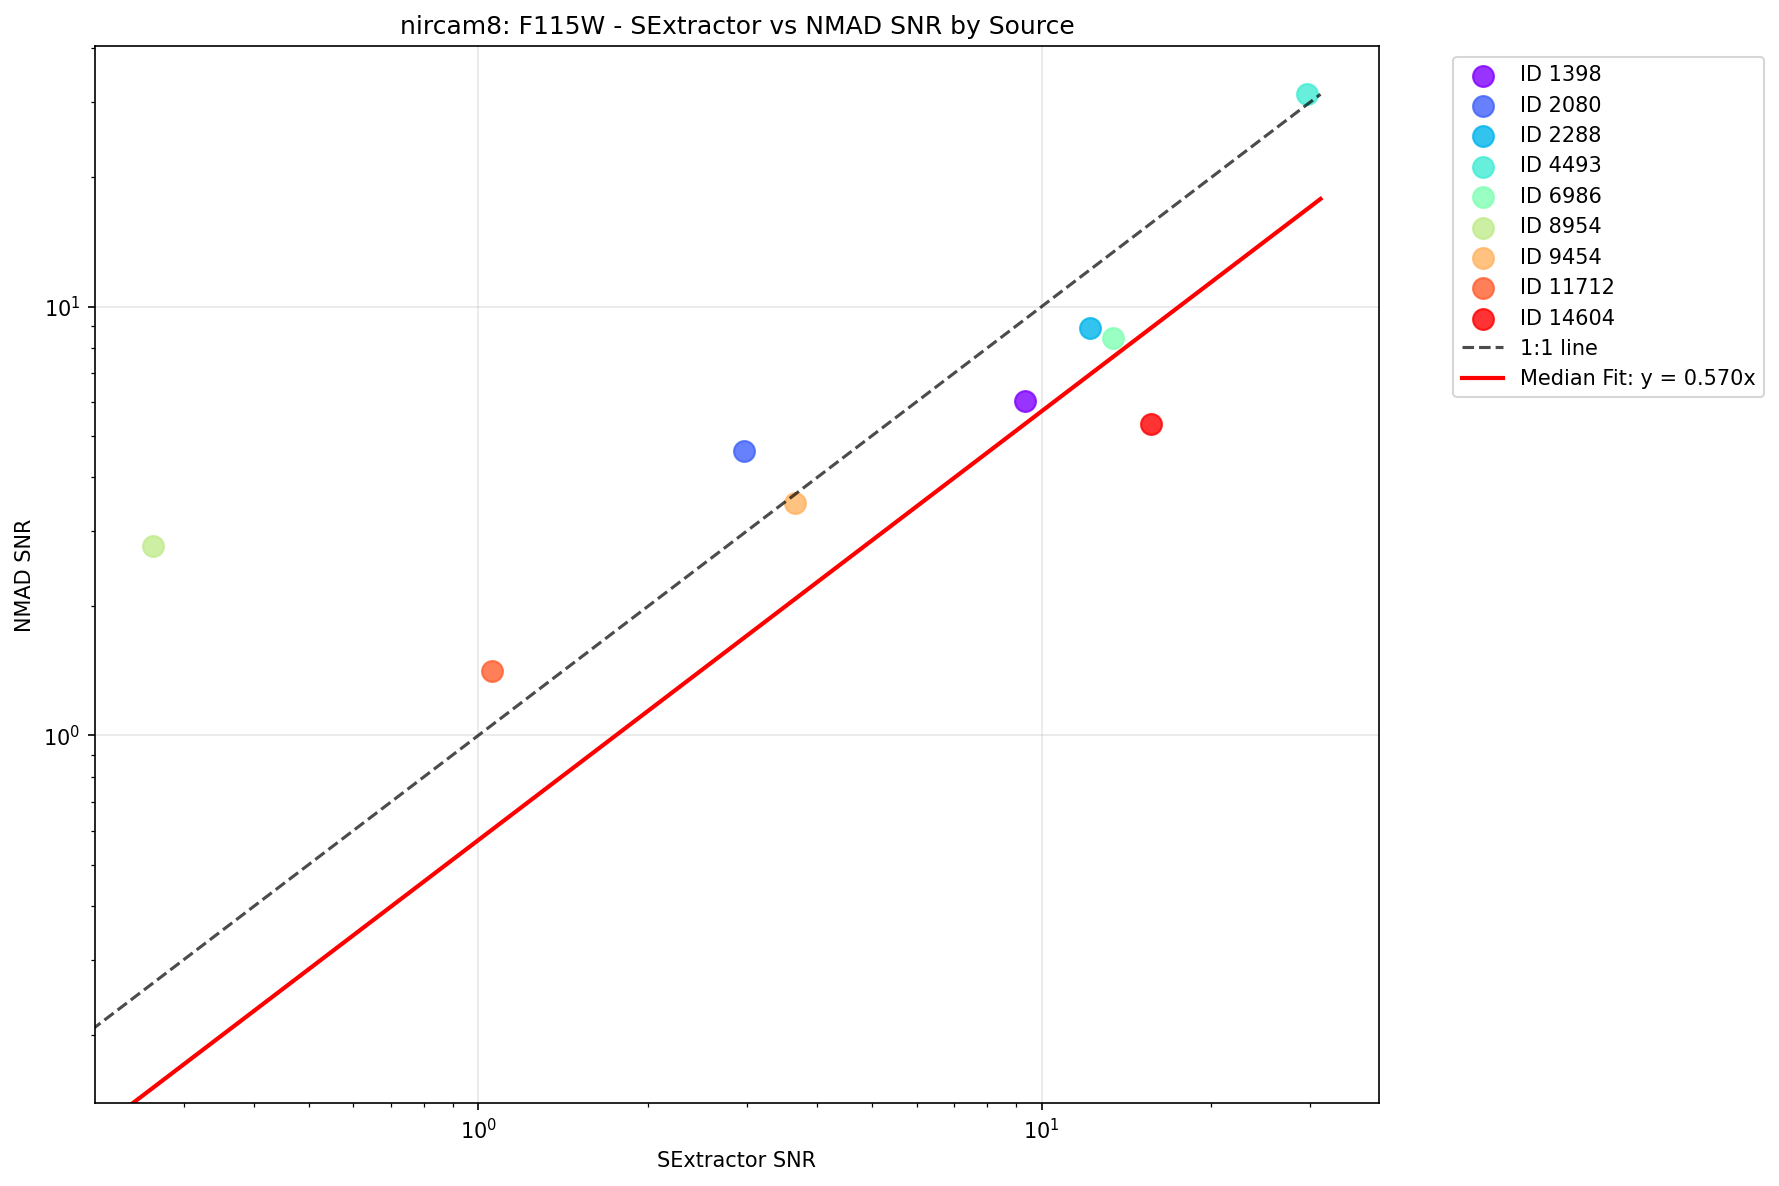 nircam8: F115W - SExtractor vs NMAD SNR by Source
NMAD SNR
10¹
10⁰
10⁰
10¹
SExtractor SNR
ID 1398
ID 2080
ID 2288
ID 4493
ID 6986
ID 8954
ID 9454
ID 11712
ID 14604
1:1 line
Median Fit: y = 0.570x